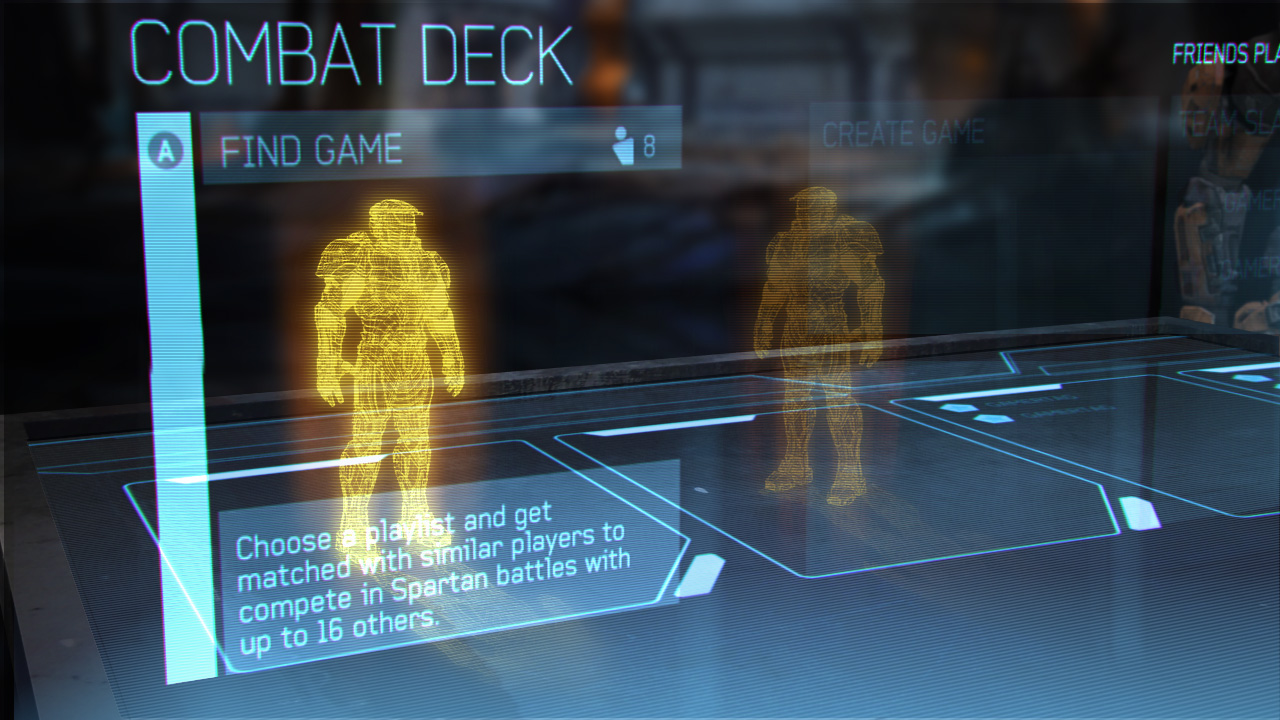 COMBAT DECK
A FIND GAME 8
Choose a playlist and get
matched with similar players to
compete in Spartan battles with
up to 16 others.
CREATE GAME
FRIENDS
TEAM